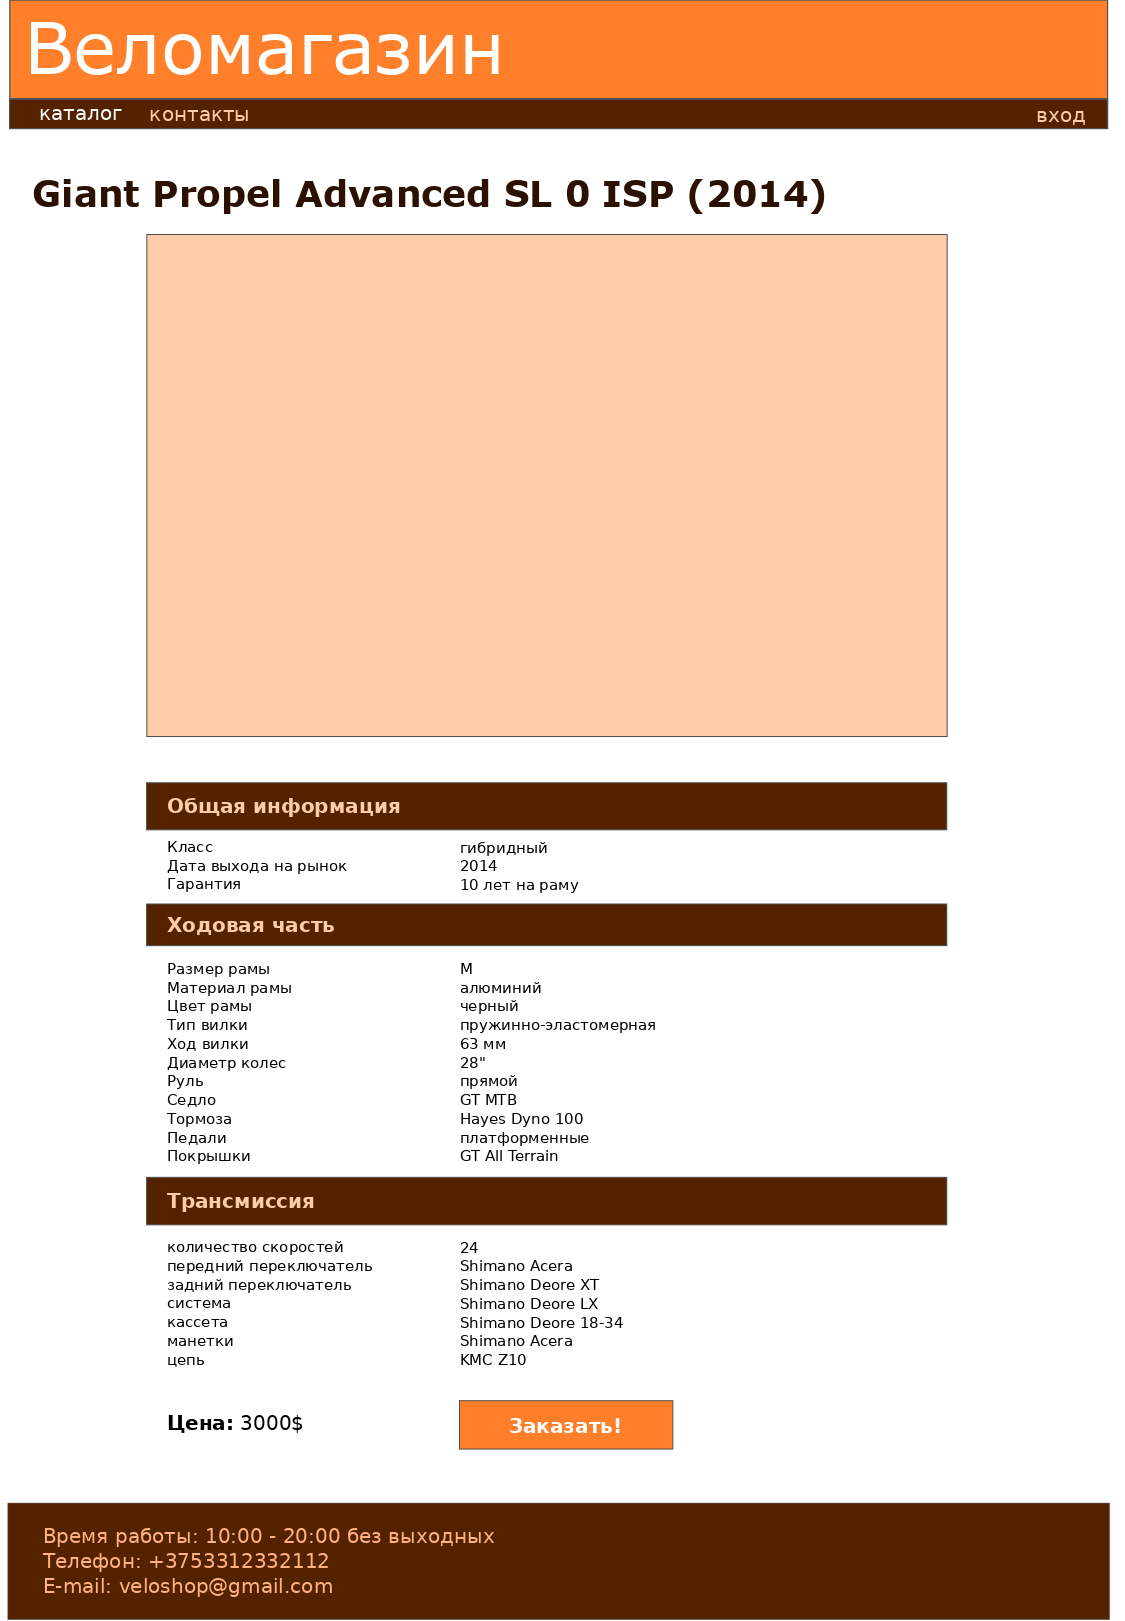 Веломагазин
каталог контакты вход
Giant Propel Advanced SL 0 ISP (2014)
Общая информация
Класс гибридный
Дата выхода на рынок 2014
Гарантия 10 лет на раму
Ходовая часть
Размер рамы M
Материал рамы алюминий
Цвет рамы черный
Тип вилки пружинно-эластомерная
Ход вилки 63 мм
Диаметр колес 28"
Руль прямой
Седло GT MTB
Тормоза Hayes Dyno 100
Педали платформенные
Покрышки GT All Terrain
Трансмиссия
количество скоростей 24
передний переключатель Shimano Acera
задний переключатель Shimano Deore XT
система Shimano Deore LX
кассета Shimano Deore 18-34
манетки Shimano Acera
цепь KMC Z10
Цена: 3000$ Заказать!
Время работы: 10:00 - 20:00 без выходных
Телефон: +3753312332112
E-mail: veloshop@gmail.com